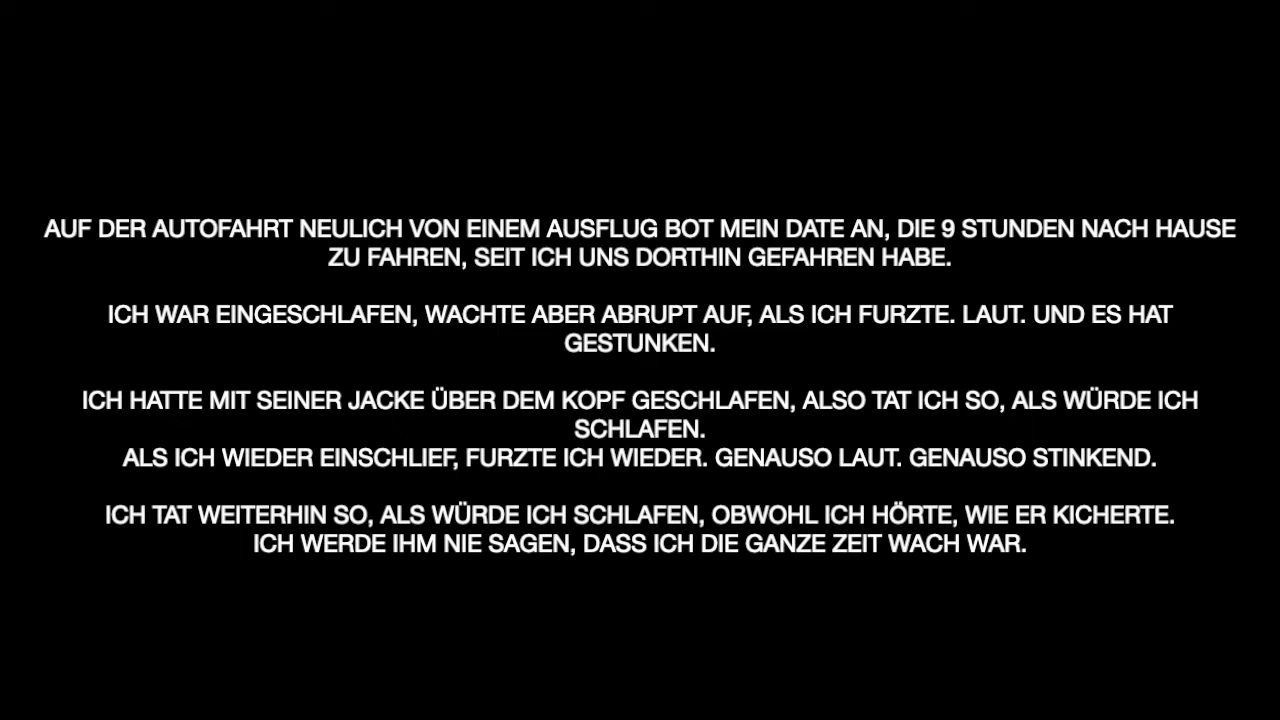 AUF DER AUTOFAHRT NEULICH VON EINEM AUSFLUG BOT MEIN DATE AN, DIE 9 STUNDEN NACH HAUSE
ZU FAHREN, SEIT ICH UNS DORTHIN GEFAHREN HABE.
ICH WAR EINGESCHLAFEN, WACHTE ABER ABRUPT AUF, ALS ICH FURZTE. LAUT. UND ES HAT
GESTUNKEN.
ICH HATTE MIT SEINER JACKE ÜBER DEM KOPF GESCHLAFEN, ALSO TAT ICH SO, ALS WÜRDE ICH
SCHLAFEN.
ALS ICH WIEDER EINSCHLIEF, FURZTE ICH WIEDER. GENAUSO LAUT. GENAUSO STINKEND.
ICH TAT WEITERHIN SO, ALS WÜRDE ICH SCHLAFEN, OBWOHL ICH HÖRTE, WIE ER KICHERTE.
ICH WERDE IHM NIE SAGEN, DASS ICH DIE GANZE ZEIT WACH WAR.